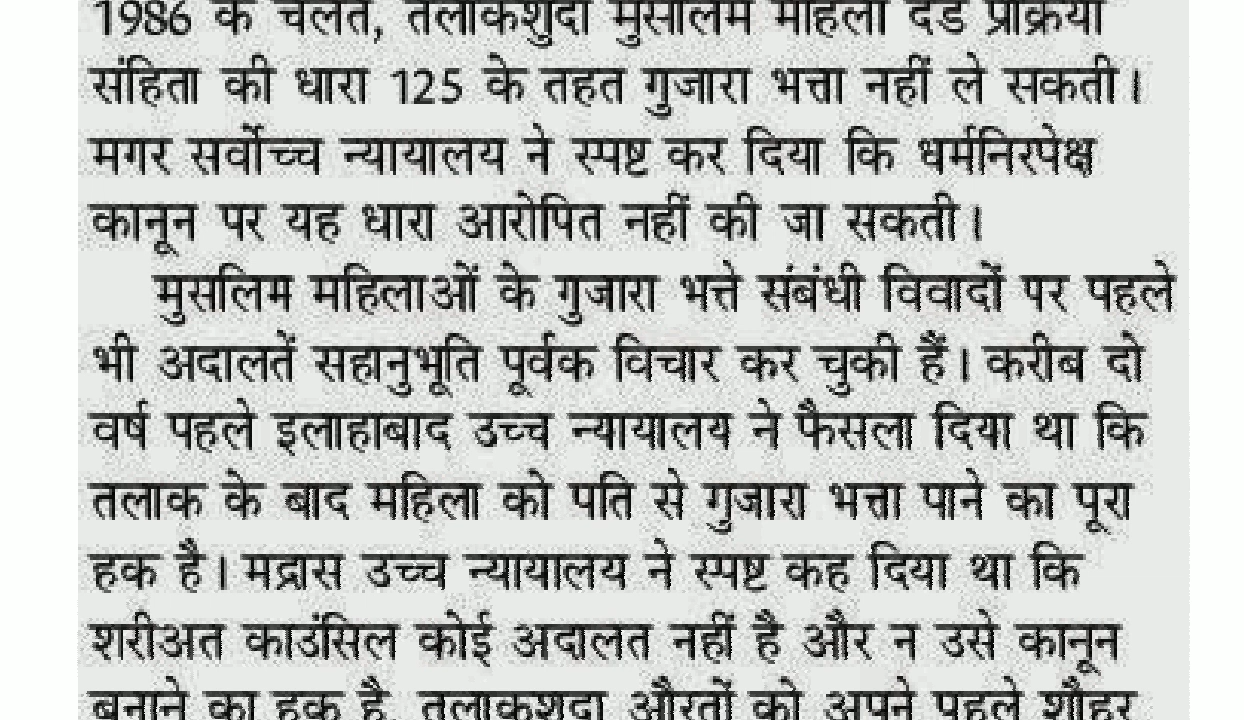 1986 के चलते, तलाकशुदा मुसलिम महिला दंड प्रक्रिया
संहिता की धारा 125 के तहत गुजारा भत्ता नहीं ले सकती।
मगर सर्वोच्च न्यायालय ने स्पष्ट कर दिया कि धर्मनिरपेक्ष
कानून पर यह धारा आरोपित नहीं की जा सकती।
मुसलिम महिलाओं के गुजारा भत्ते संबंधी विवादों पर पहले
भी अदालतें सहानुभूति पूर्वक विचार कर चुकी हैं। करीब दो
वर्ष पहले इलाहाबाद उच्च न्यायालय ने फैसला दिया था कि
तलाक के बाद महिला को पति से गुजारा भत्ता पाने का पूरा
हक है। मद्रास उच्च न्यायालय ने स्पष्ट कह दिया था कि
शरीअत काउंसिल कोई अदालत नहीं है और न उसे कानून
बनाने का हक है. तलाकशुदा औरतों को अपने पहले शौहर